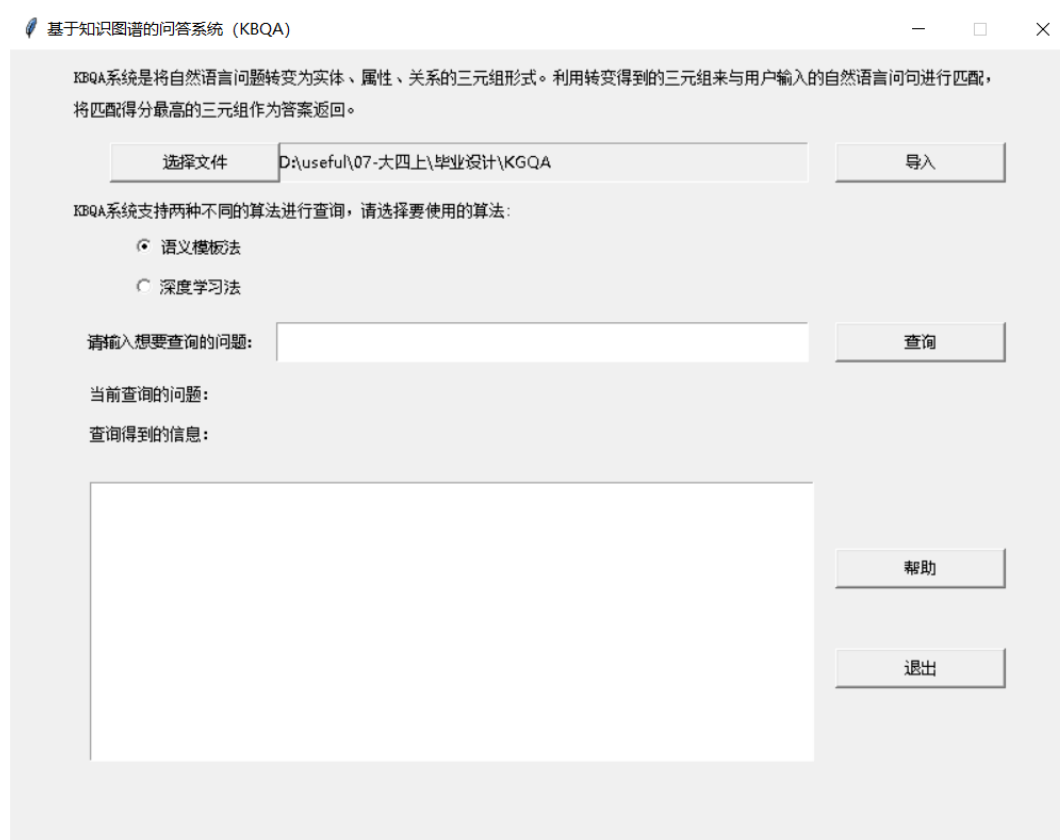 基于知识图谱的问答系统（KBQA）
KBQA系统是将自然语言问题转变为实体、属性、关系的三元组形式。利用转变得到的三元组来与用户输入的自然语言问句进行匹配，
将匹配得分最高的三元组作为答案返回。
选择文件 D:\useful\07-大四上\毕业设计\KGQA 导入
KBQA系统支持两种不同的算法进行查询，请选择要使用的算法:
语义模板法
深度学习法
请输入想要查询的问题： 查询
当前查询的问题：
查询得到的信息：
帮助
退出